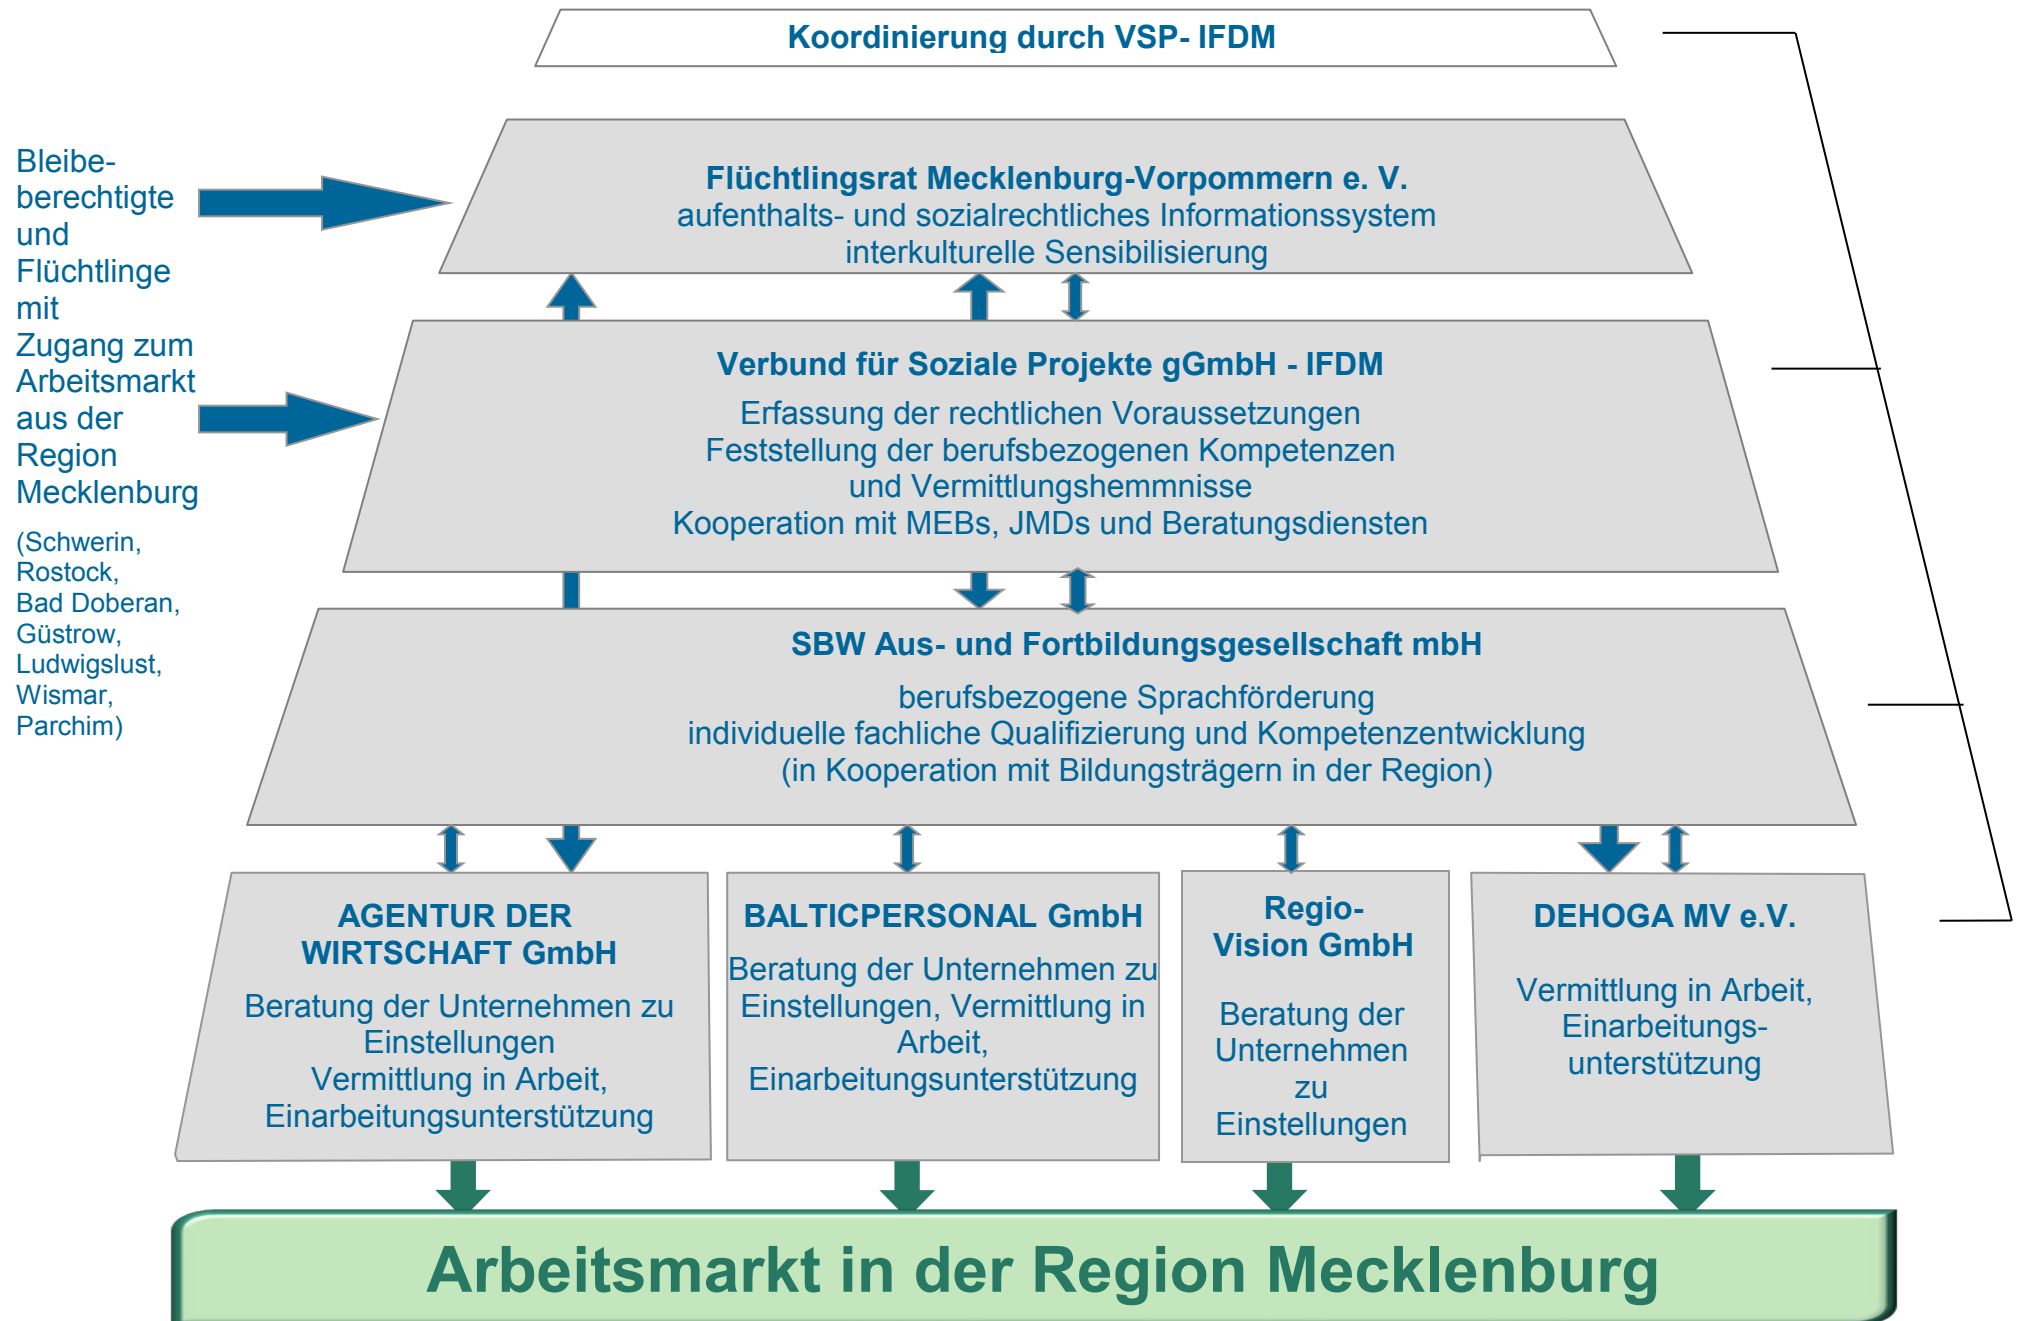 Koordinierung durch VSP- IFDM
Bleibe-
berechtigte
und
Flüchtlinge
mit
Zugang zum
Arbeitsmarkt
aus der
Region
Mecklenburg
(Schwerin,
Rostock,
Bad Doberan,
Güstrow,
Ludwigslust,
Wismar,
Parchim)
Flüchtlingsrat Mecklenburg-Vorpommern e. V.
aufenthalts- und sozialrechtliches Informationssystem
interkulturelle Sensibilisierung
Verbund für Soziale Projekte gGmbH - IFDM
Erfassung der rechtlichen Voraussetzungen
Feststellung der berufsbezogenen Kompetenzen
und Vermittlungshemmnisse
Kooperation mit MEBs, JMDs und Beratungsdiensten
SBW Aus- und Fortbildungsgesellschaft mbH
berufsbezogene Sprachförderung
individuelle fachliche Qualifizierung und Kompetenzentwicklung
(in Kooperation mit Bildungsträgern in der Region)
AGENTUR DER
WIRTSCHAFT GmbH
Beratung der Unternehmen zu
Einstellungen
Vermittlung in Arbeit,
Einarbeitungsunterstützung
BALTICPERSONAL GmbH
Beratung der Unternehmen zu
Einstellungen, Vermittlung in
Arbeit,
Einarbeitungsunterstützung
Regio-
Vision GmbH
Beratung der
Unternehmen
zu
Einstellungen
DEHOGA MV e.V.
Vermittlung in Arbeit,
Einarbeitungs-
unterstützung
Arbeitsmarkt in der Region Mecklenburg